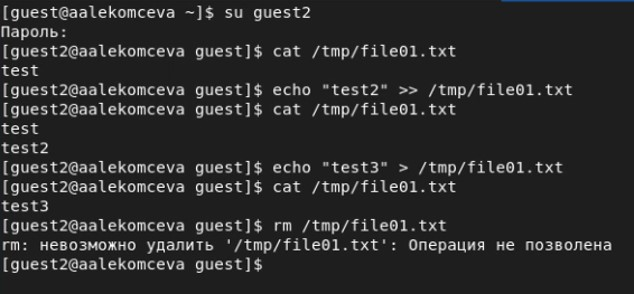 [guest@aalekomceva ~]$ su guest2
Пароль:
[guest2@aalekomceva guest]$ cat /tmp/file01.txt
test
[guest2@aalekomceva guest]$ echo "test2" >> /tmp/file01.txt
[guest2@aalekomceva guest]$ cat /tmp/file01.txt
test
test2
[guest2@aalekomceva guest]$ echo "test3" > /tmp/file01.txt
[guest2@aalekomceva guest]$ cat /tmp/file01.txt
test3
[guest2@aalekomceva guest]$ rm /tmp/file01.txt
rm: невозможно удалить '/tmp/file01.txt': Операция не позволена
[guest2@aalekomceva guest]$